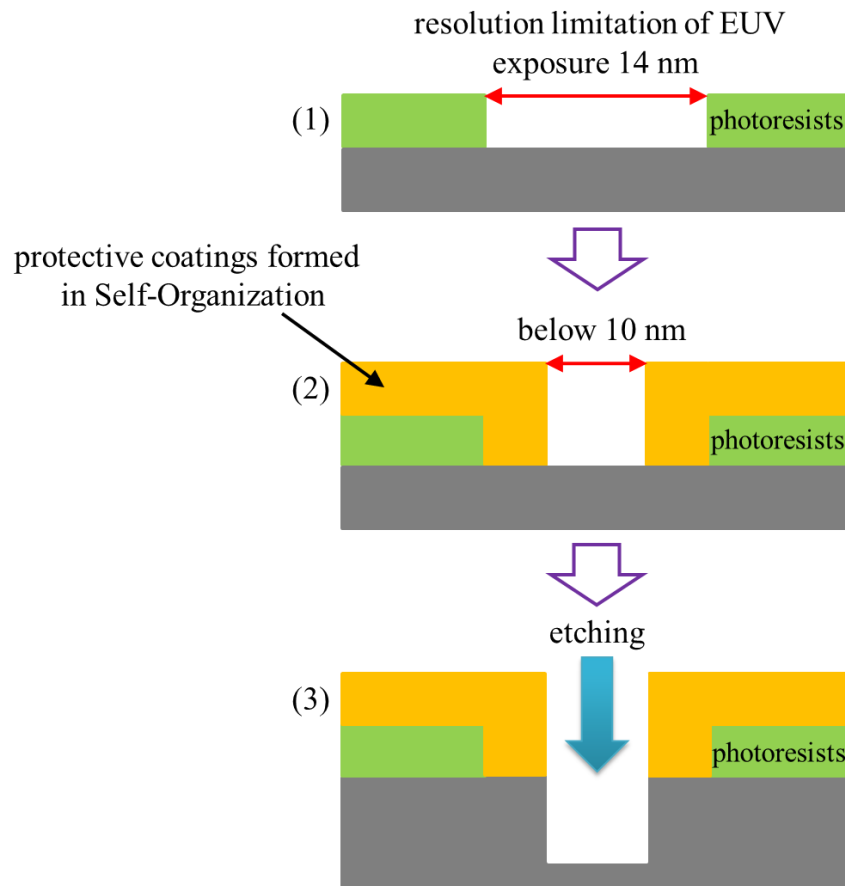 resolution limitation of EUV
exposure 14 nm
(1)
photoresists
protective coatings formed
in Self-Organization
below 10 nm
(2)
photoresists
etching
(3)
photoresists